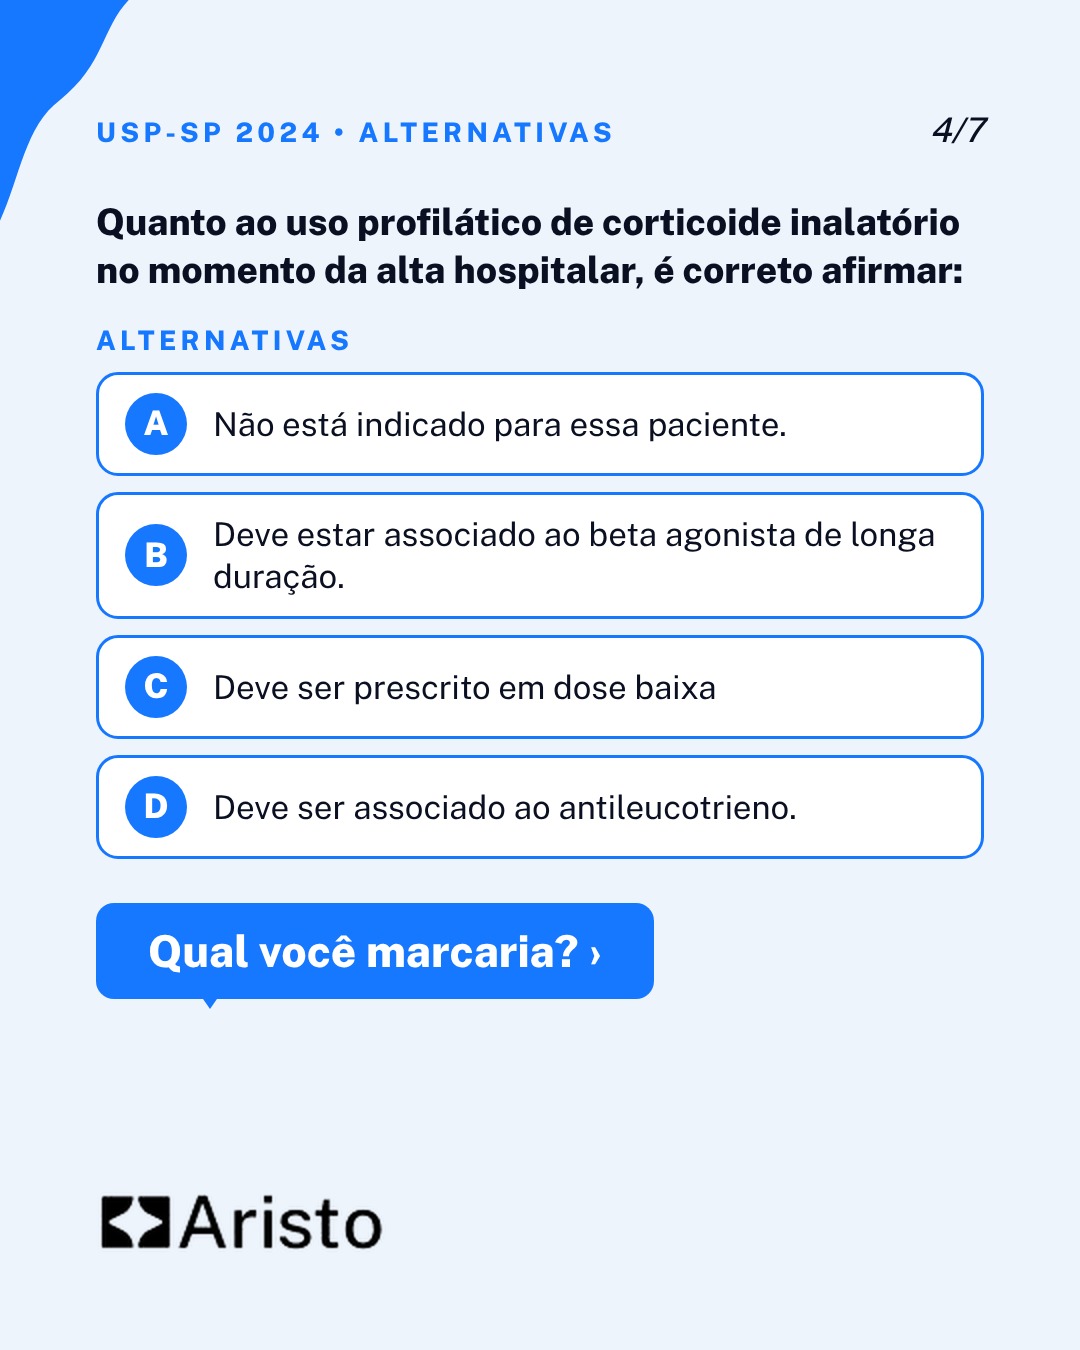 USP-SP 2024 • ALTERNATIVAS
4/7
Quanto ao uso profilático de corticoide inalatório
no momento da alta hospitalar, é correto afirmar:
ALTERNATIVAS
A Não está indicado para essa paciente.
B Deve estar associado ao beta agonista de longa
duração.
C Deve ser prescrito em dose baixa
D Deve ser associado ao antileucotrieno.
Qual você marcaria? ›
Aristo